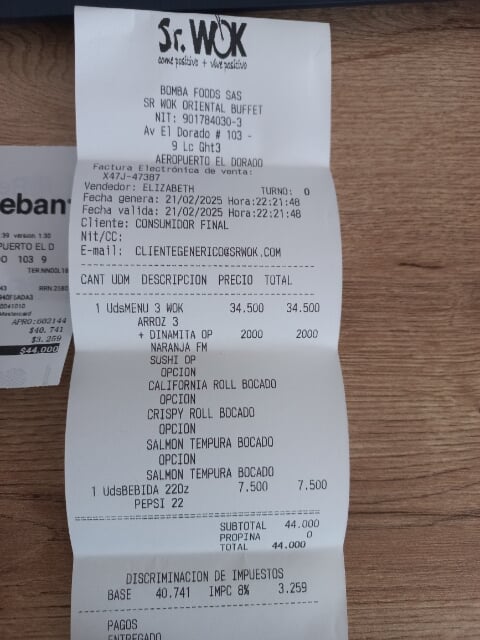 Sr. WOK
come positivo + vive positivo
BOMBA FOODS SAS
SR WOK ORIENTAL BUFFET
NIT: 901784030-3
Av El Dorado # 103 -
9 Lc Ght3
AEROPUERTO EL DORADO
Factura Electrónica de venta:
X47J-47387
Vendedor: ELIZABETH TURNO: 0
Fecha genera: 21/02/2025 Hora:22:21:48
Fecha valida: 21/02/2025 Hora:22:21:48
Cliente: CONSUMIDOR FINAL
Nit/CC:
E-mail: CLIENTEGENERICO@SRWOK.COM
CANT UDM DESCRIPCION PRECIO TOTAL
1 UdsMENU 3 WOK 34.500 34.500
ARROZ 3
+ DINAMITA OP 2000 2000
NARANJA FM
SUSHI OP
OPCION
CALIFORNIA ROLL BOCADO
OPCION
CRISPY ROLL BOCADO
OPCION
SALMON TEMPURA BOCADO
OPCION
SALMON TEMPURA BOCADO
1 UdsBEBIDA 22Oz 7.500 7.500
PEPSI 22
SUBTOTAL 44.000
PROPINA 0
TOTAL 44.000
DISCRIMINACION DE IMPUESTOS
BASE 40.741 IMPC 8% 3.259
PAGOS
ENTREGADO
eban
:39 version 1.30
PUERTO EL D
103 9
APRO:602144
$40.741
$3.259
$44.000